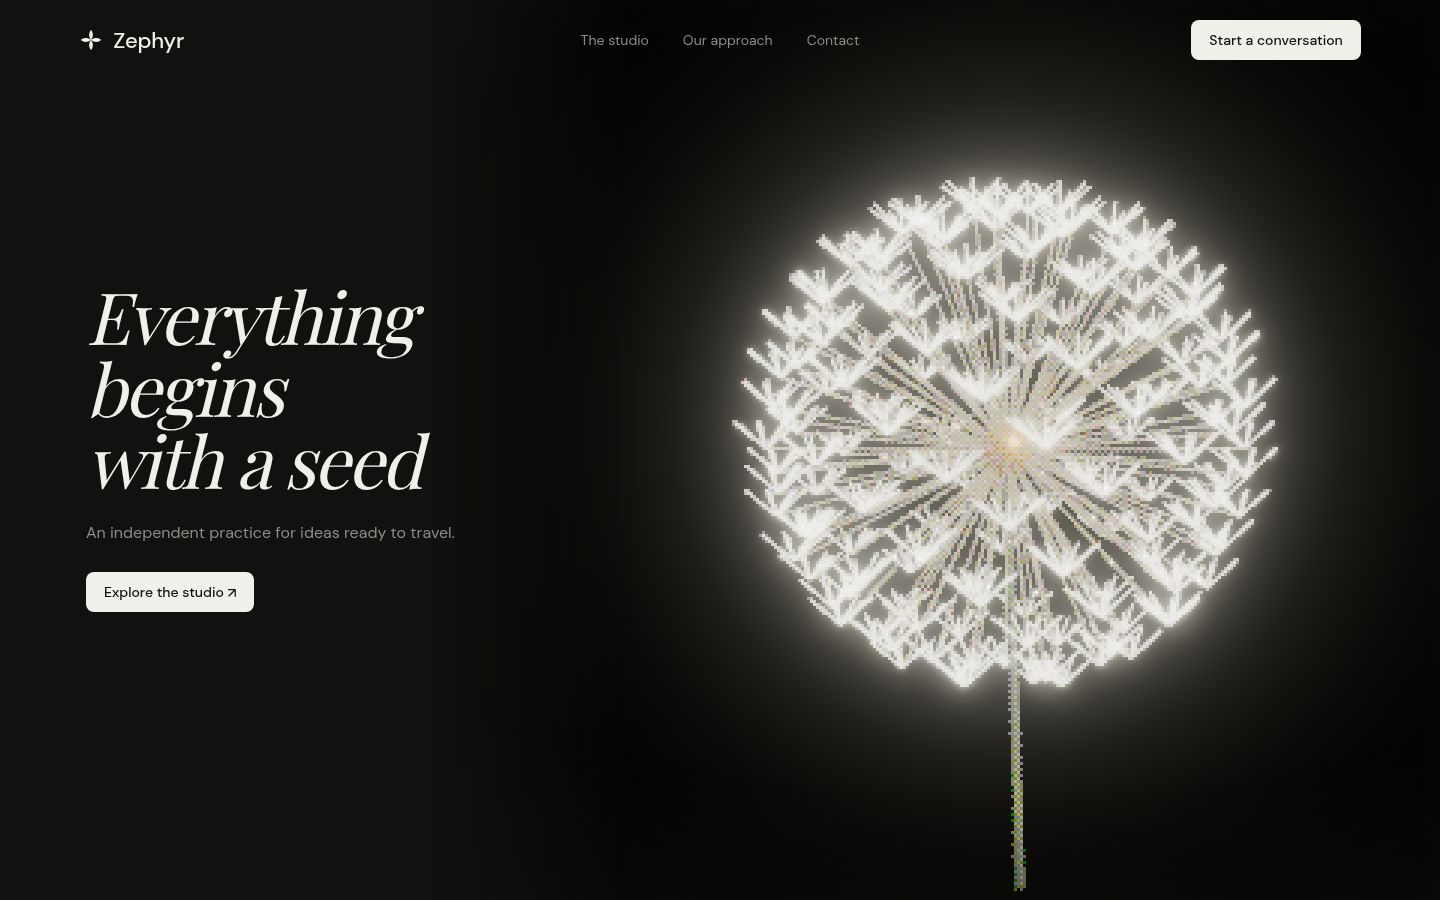 Zephyr
The studio
Our approach
Contact
Start a conversation
Everything
begins
with a seed
An independent practice for ideas ready to travel.
Explore the studio ↗